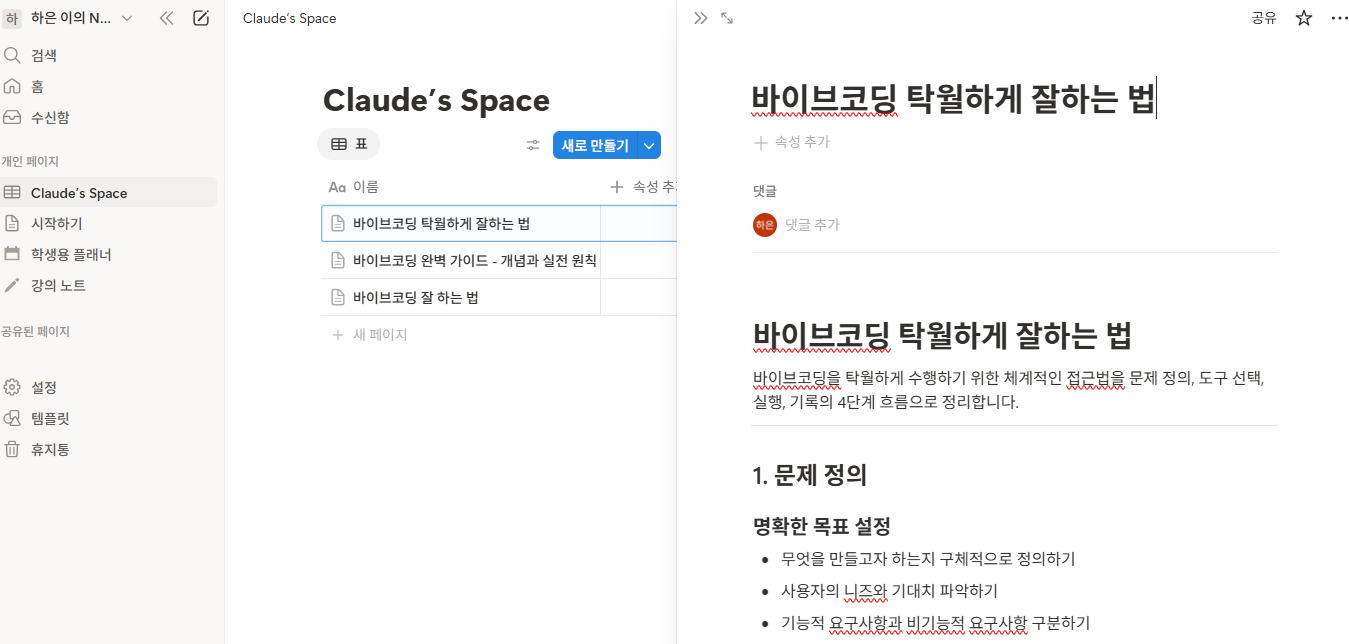 하 하은 이의 N...
검색
홈
수신함
개인 페이지
Claude's Space
시작하기
학생용 플래너
강의 노트
공유된 페이지
설정
템플릿
휴지통
Claude's Space
Claude's Space
표
새로 만들기
Aa 이름
속성 추
바이브코딩 탁월하게 잘하는 법
바이브코딩 완벽 가이드 - 개념과 실전 원칙
바이브코딩 잘 하는 법
새 페이지
공유
바이브코딩 탁월하게 잘하는 법
속성 추가
댓글
하은 댓글 추가
바이브코딩 탁월하게 잘하는 법
바이브코딩을 탁월하게 수행하기 위한 체계적인 접근법을 문제 정의, 도구 선택,
실행, 기록의 4단계 흐름으로 정리합니다.
1. 문제 정의
명확한 목표 설정
• 무엇을 만들고자 하는지 구체적으로 정의하기
• 사용자의 니즈와 기대치 파악하기
• 기능적 요구사항과 비기능적 요구사항 구분하기